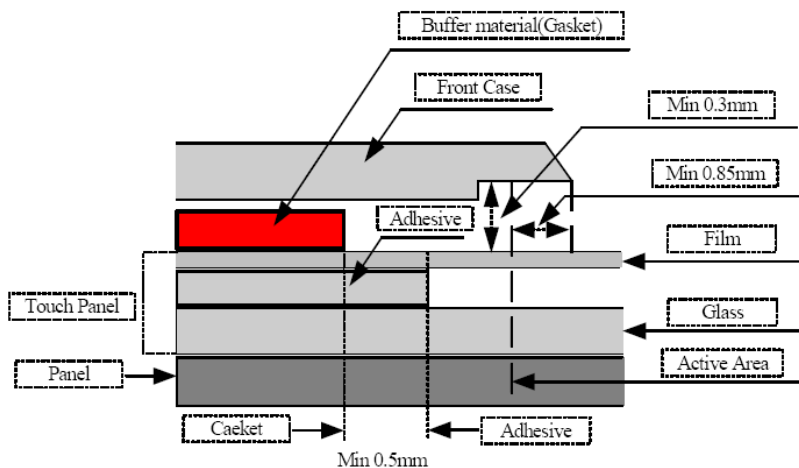 Buffer material(Gasket)
Front Case
Min 0.3mm
Min 0.85mm
Adhesive
Film
Touch Panel
Glass
Panel
Active Area
Caeket
Adhesive
Min 0.5mm